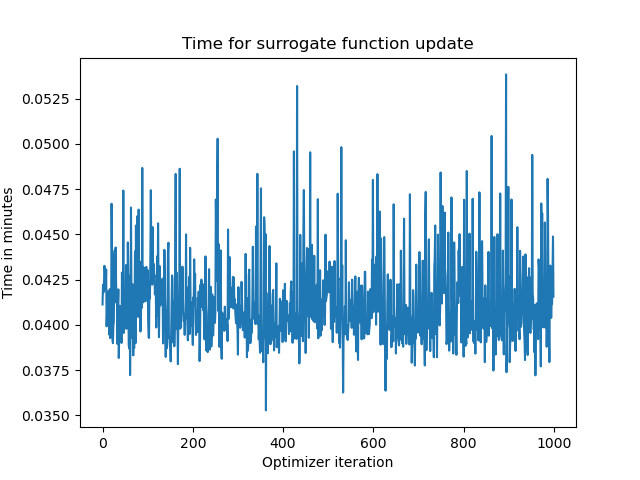 Time for surrogate function update
Time in minutes
0.0525
0.0500
0.0475
0.0450
0.0425
0.0400
0.0375
0.0350
0 200 400 600 800 1000
Optimizer iteration